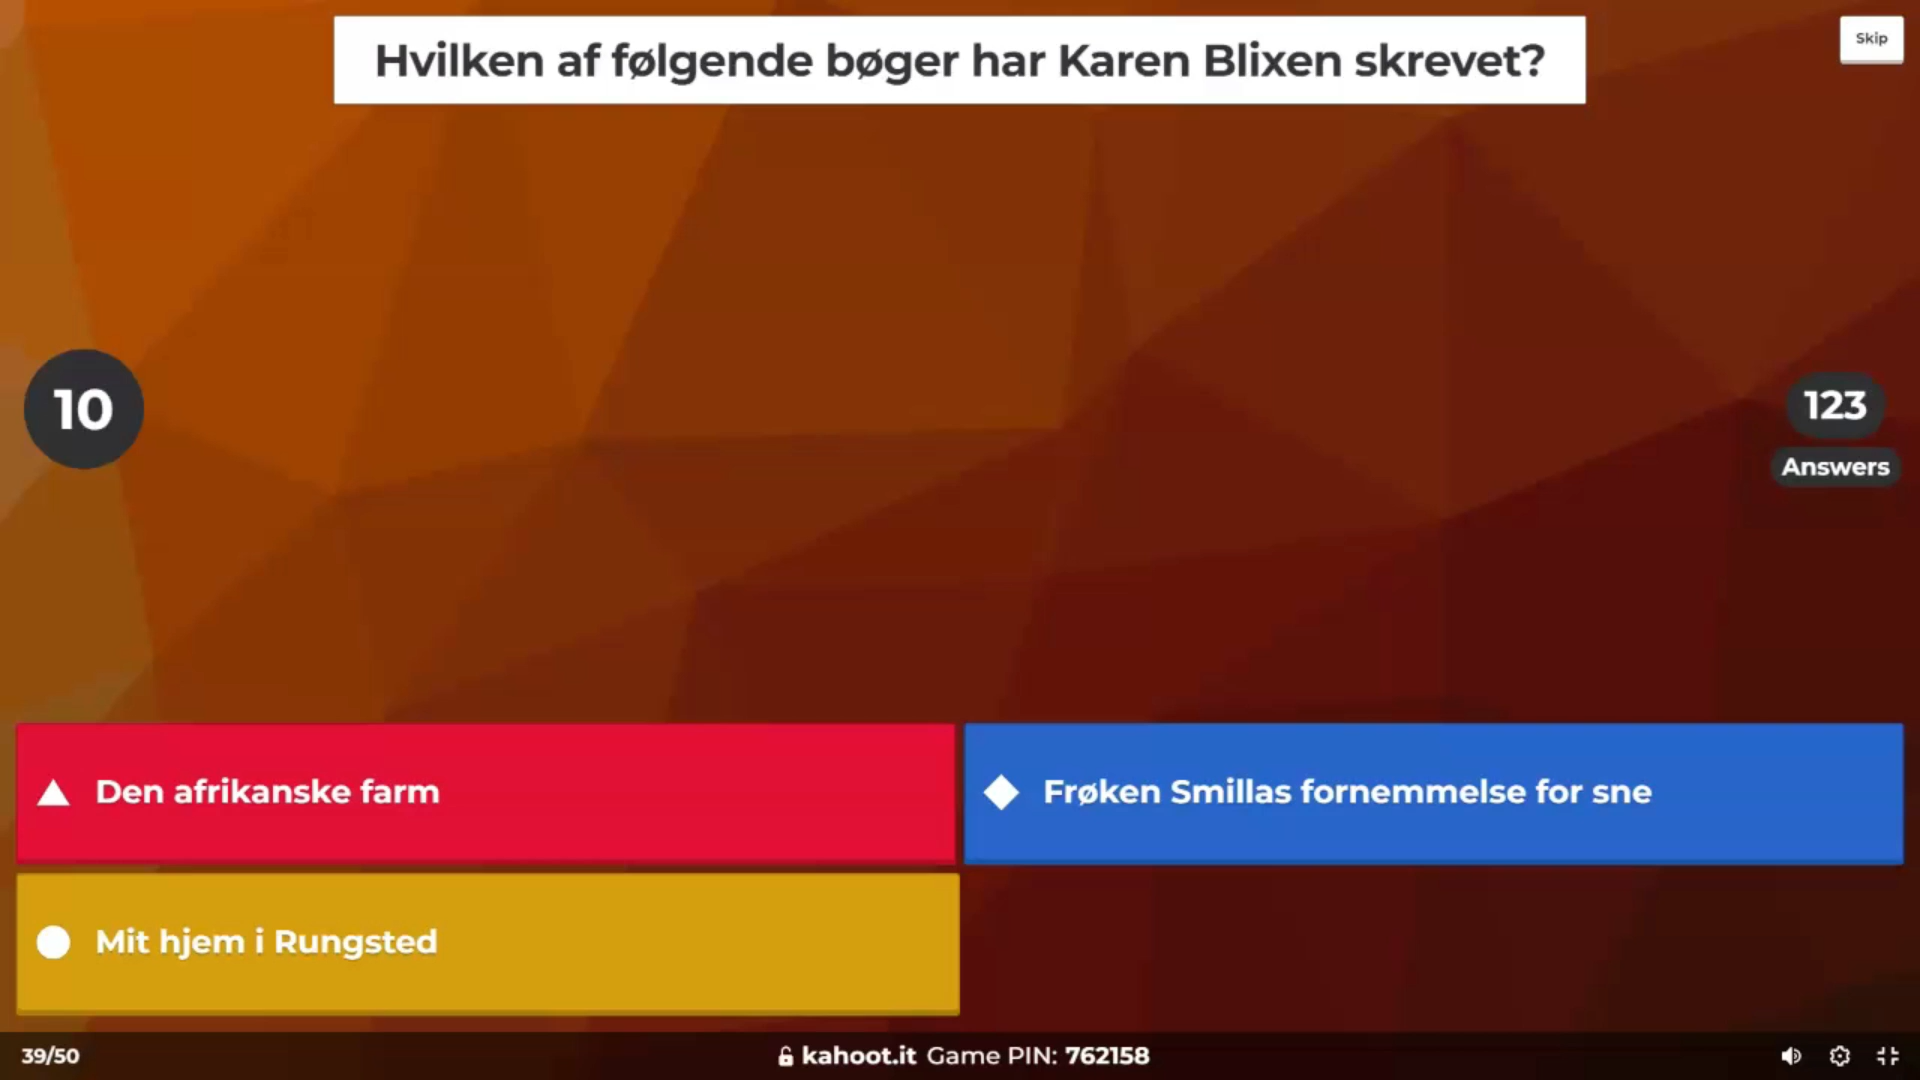 Hvilken af følgende bøger har Karen Blixen skrevet?
Skip
10
123
Answers
Den afrikanske farm
Frøken Smillas fornemmelse for sne
Mit hjem i Rungsted
39/50
kahoot.it Game PIN: 762158